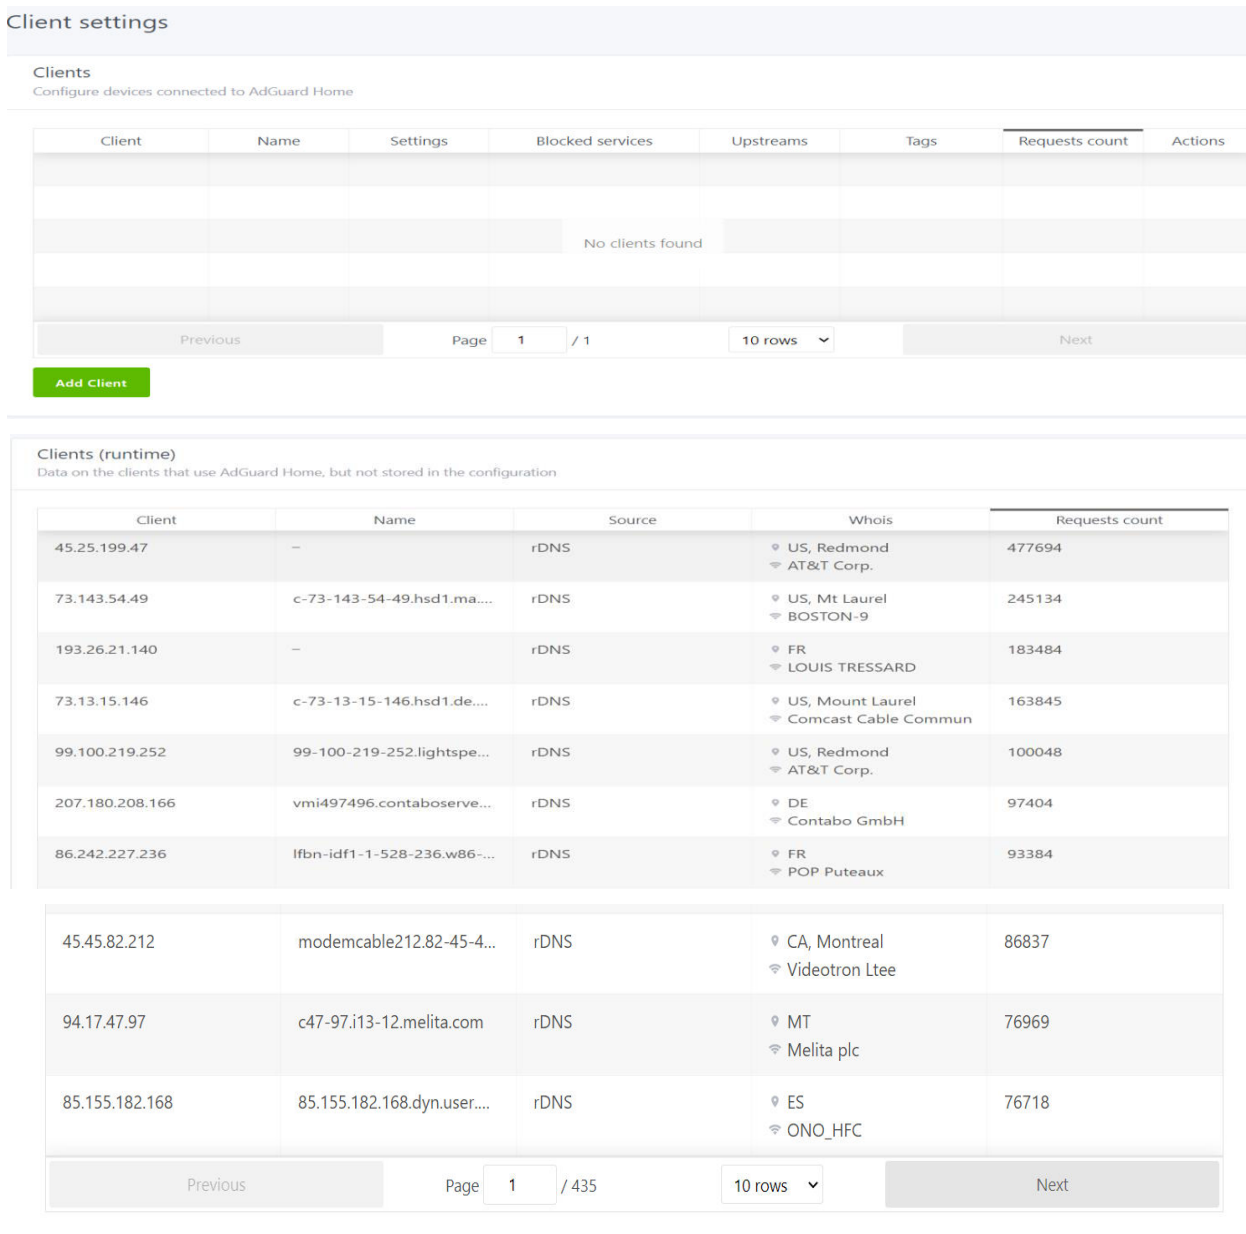 Client settings
Clients
Configure devices connected to AdGuard Home
Client Name Settings Blocked services Upstreams Tags Requests count Actions
No clients found
Previous Page 1 / 1 10 rows Next
Add Client
Clients (runtime)
Data on the clients that use AdGuard Home, but not stored in the configuration
Client Name Source Whois Requests count
45.25.199.47 – rDNS US, Redmond 477694
AT&T Corp.
73.143.54.49 c-73-143-54-49.hsd1.ma.... rDNS US, Mt Laurel 245134
BOSTON-9
193.26.21.140 – rDNS FR 183484
LOUIS TRESSARD
73.13.15.146 c-73-13-15-146.hsd1.de.... rDNS US, Mount Laurel 163845
Comcast Cable Commun
99.100.219.252 99-100-219-252.lightspe... rDNS US, Redmond 100048
AT&T Corp.
207.180.208.166 vmi497496.contaboserve... rDNS DE 97404
Contabo GmbH
86.242.227.236 lfbn-idf1-1-528-236.w86-... rDNS FR 93384
POP Puteaux
45.45.82.212 modemcable212.82-45-4... rDNS CA, Montreal 86837
Videotron Ltee
94.17.47.97 c47-97.i13-12.melita.com rDNS MT 76969
Melita plc
85.155.182.168 85.155.182.168.dyn.user.... rDNS ES 76718
ONO_HFC
Previous Page 1 / 435 10 rows Next